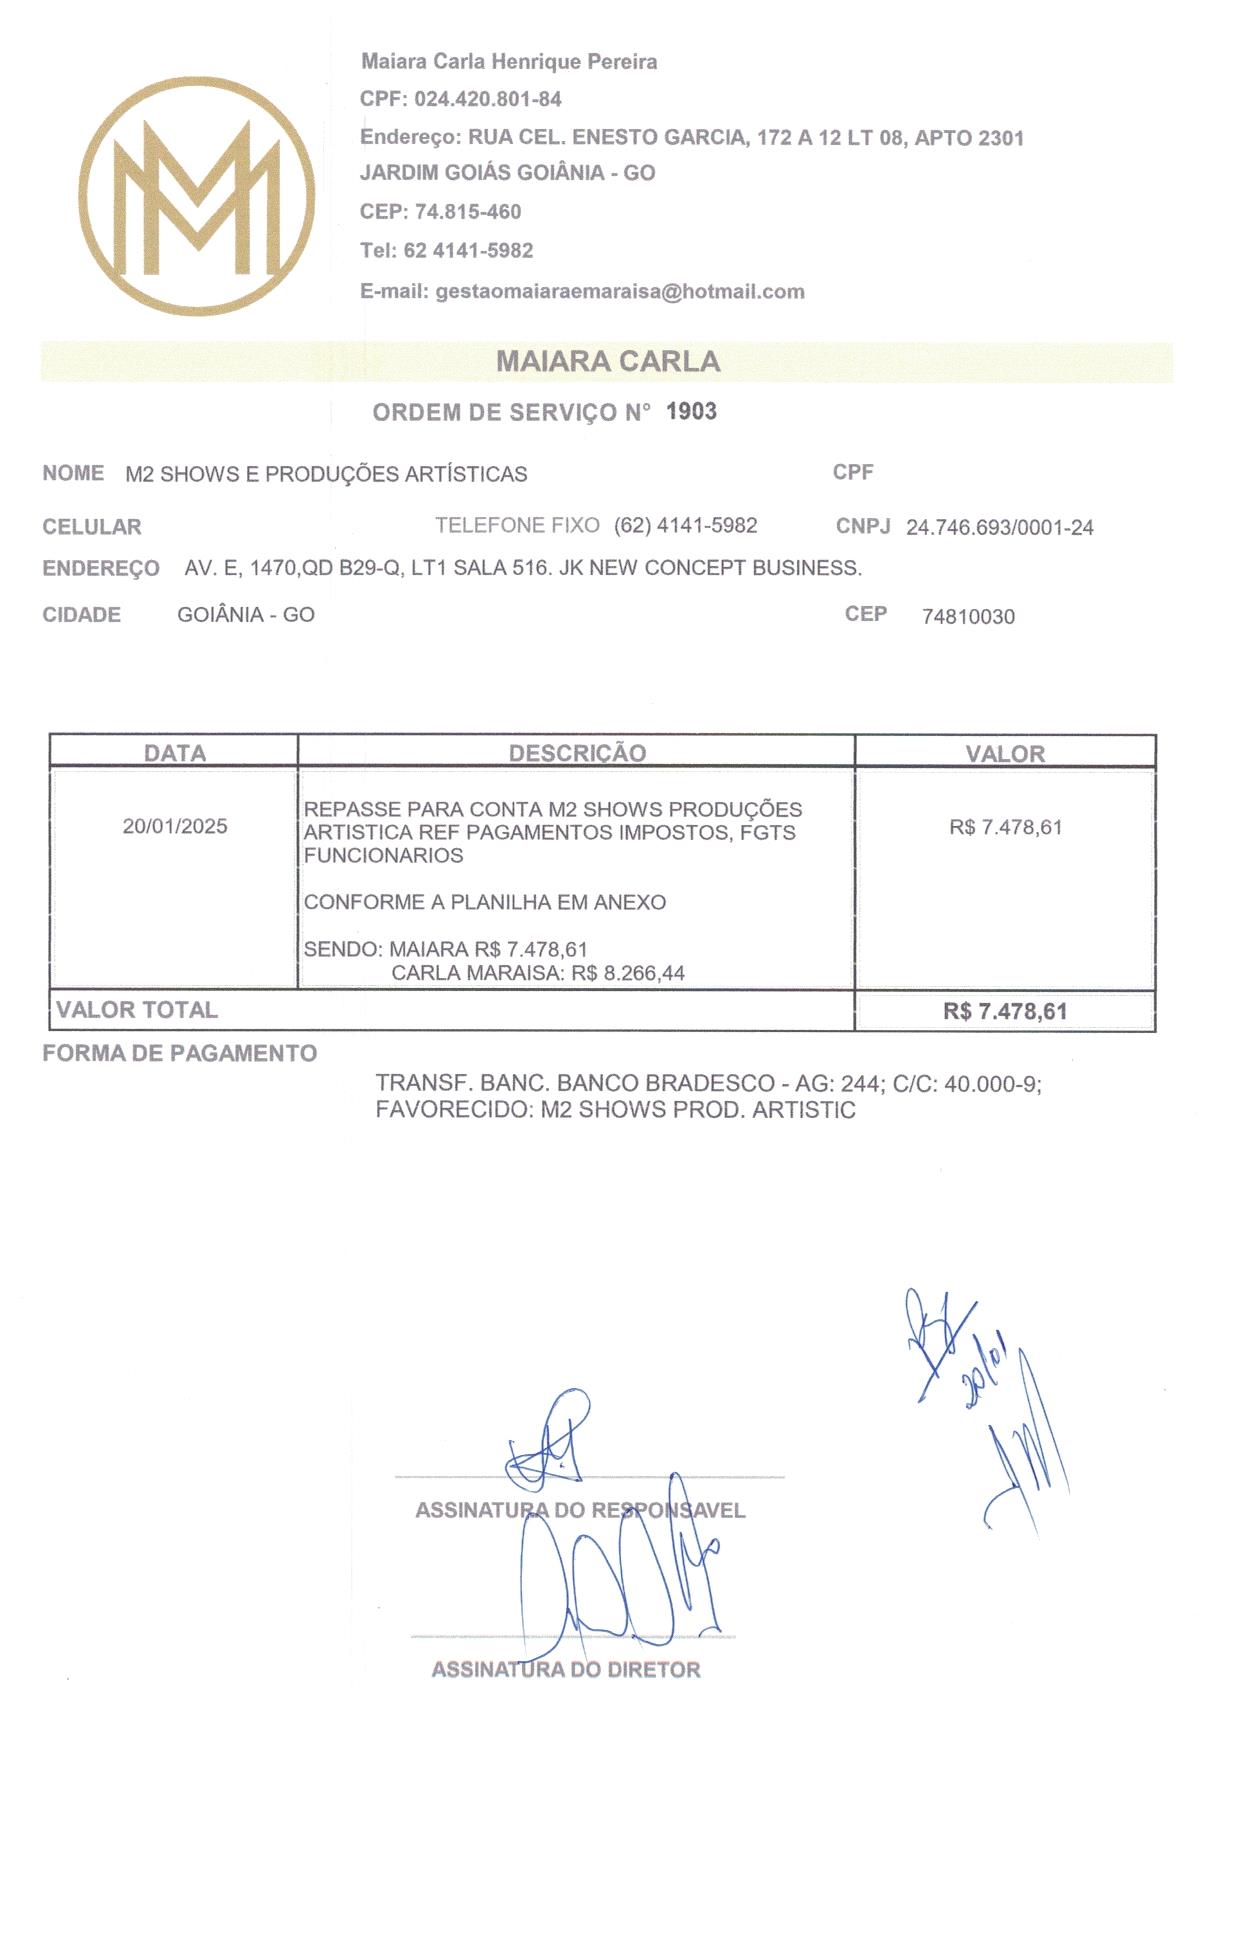 Maiara Carla Henrique Pereira
CPF: 024.420.801-84
Endereço: RUA CEL. ENESTO GARCIA, 172 A 12 LT 08, APTO 2301
JARDIM GOIÁS GOIÂNIA - GO
CEP: 74.815-460
Tel: 62 4141-5982
E-mail: gestaomaiaraemaraisa@hotmail.com
MAIARA CARLA
ORDEM DE SERVIÇO N° 1903
NOME M2 SHOWS E PRODUÇÕES ARTÍSTICAS CPF
CELULAR TELEFONE FIXO (62) 4141-5982 CNPJ 24.746.693/0001-24
ENDEREÇO AV. E, 1470,QD B29-Q, LT1 SALA 516. JK NEW CONCEPT BUSINESS.
CIDADE GOIÂNIA - GO CEP 74810030
DATA DESCRIÇÃO VALOR
REPASSE PARA CONTA M2 SHOWS PRODUÇÕES
20/01/2025 ARTISTICA REF PAGAMENTOS IMPOSTOS, FGTS R$ 7.478,61
FUNCIONARIOS
CONFORME A PLANILHA EM ANEXO
SENDO: MAIARA R$ 7.478,61
CARLA MARAISA: R$ 8.266,44
VALOR TOTAL R$ 7.478,61
FORMA DE PAGAMENTO
TRANSF. BANC. BANCO BRADESCO - AG: 244; C/C: 40.000-9;
FAVORECIDO: M2 SHOWS PROD. ARTISTIC
20/01
ASSINATURA DO RESPONSAVEL
ASSINATURA DO DIRETOR